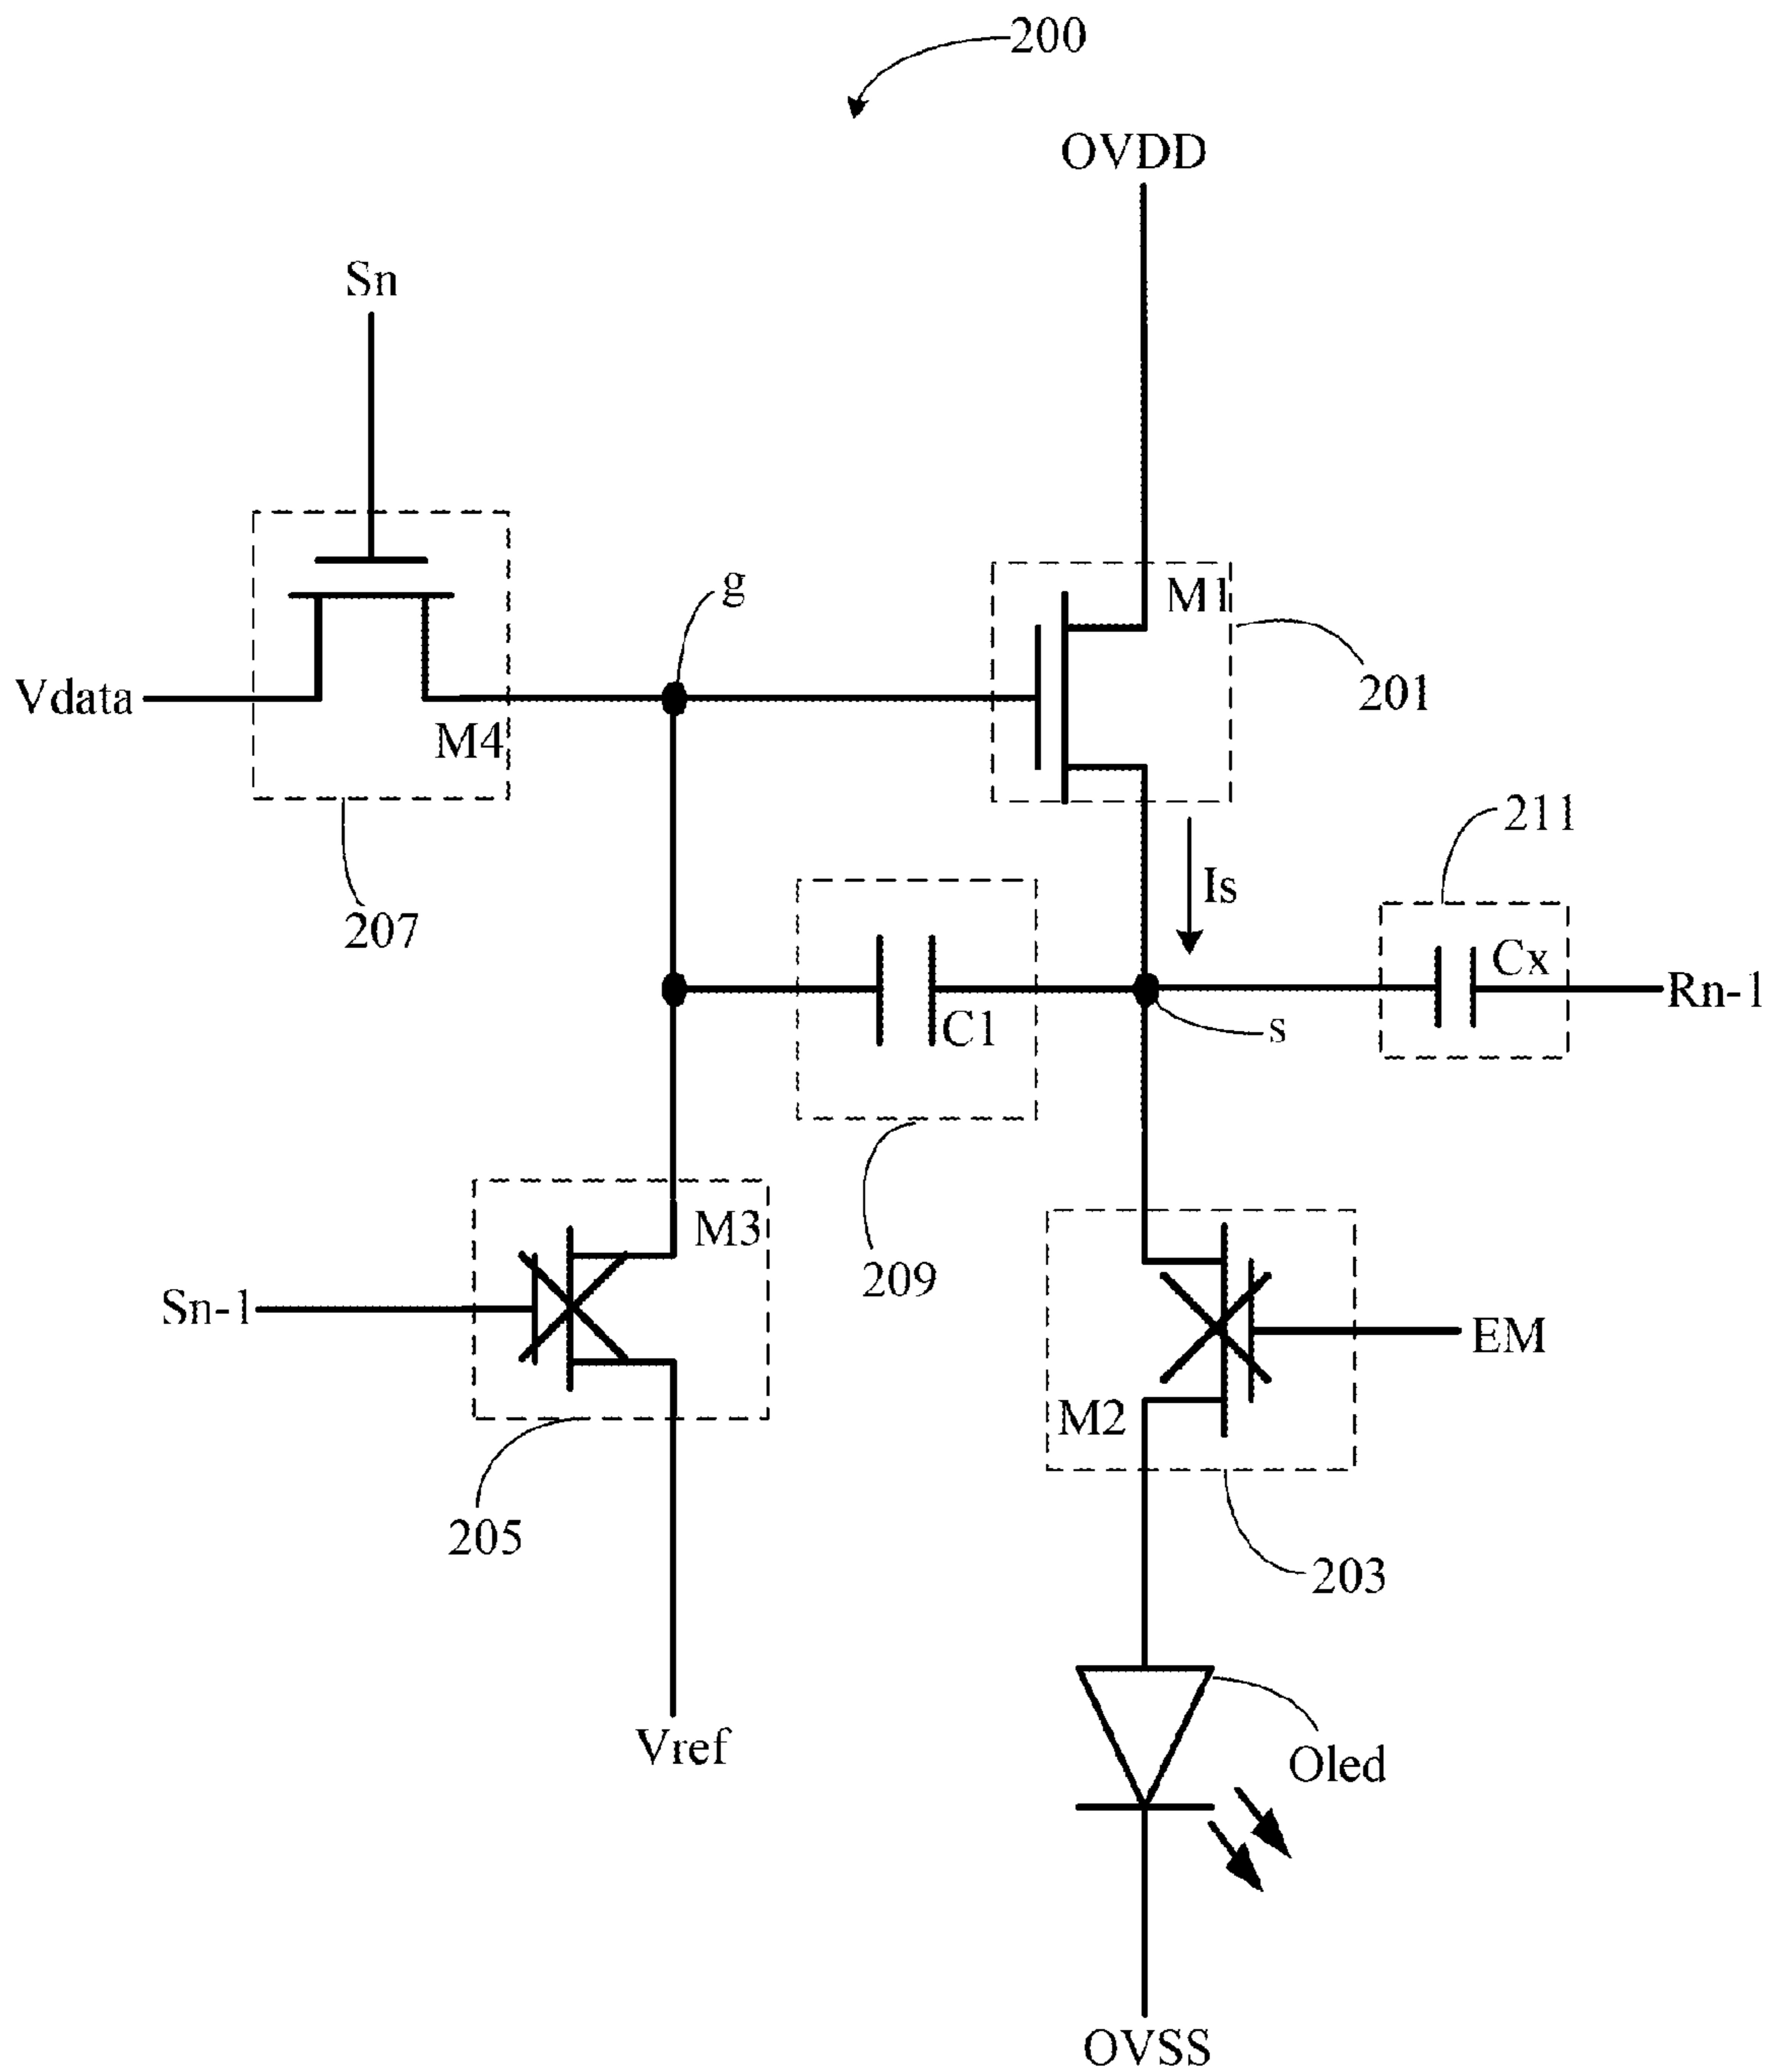 200
OVDD
Sn
g
M1
201
Vdata
M4
207
211
Is
Cx
Rn-1
C1
s
209
M3
Sn-1
205
EM
M2
203
Vref
Oled
OVSS